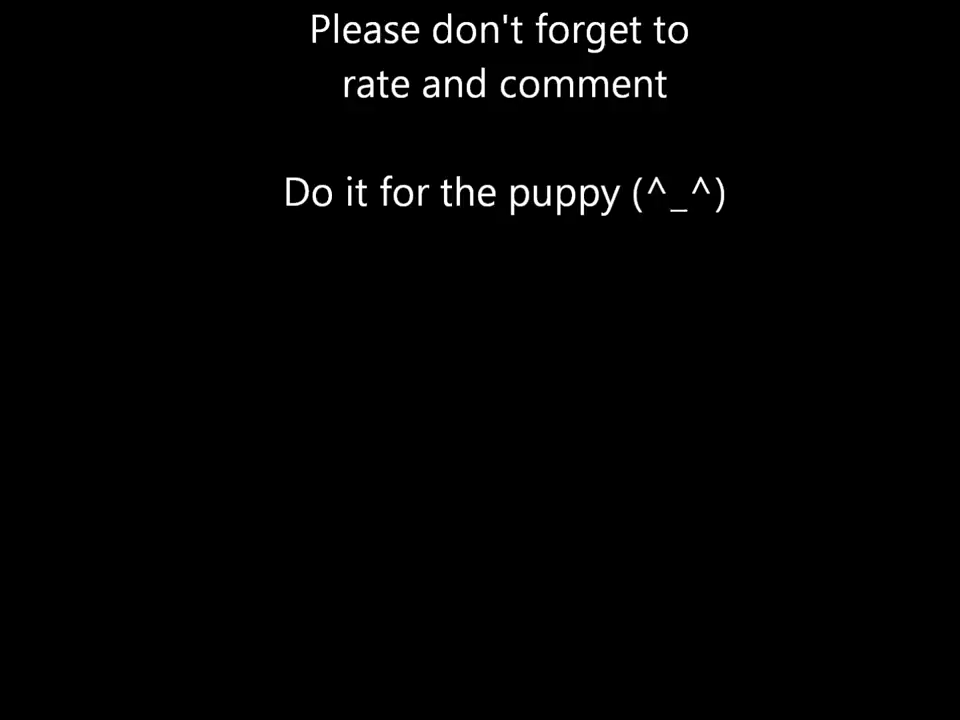 Please don't forget to
rate and comment
Do it for the puppy (^_^)